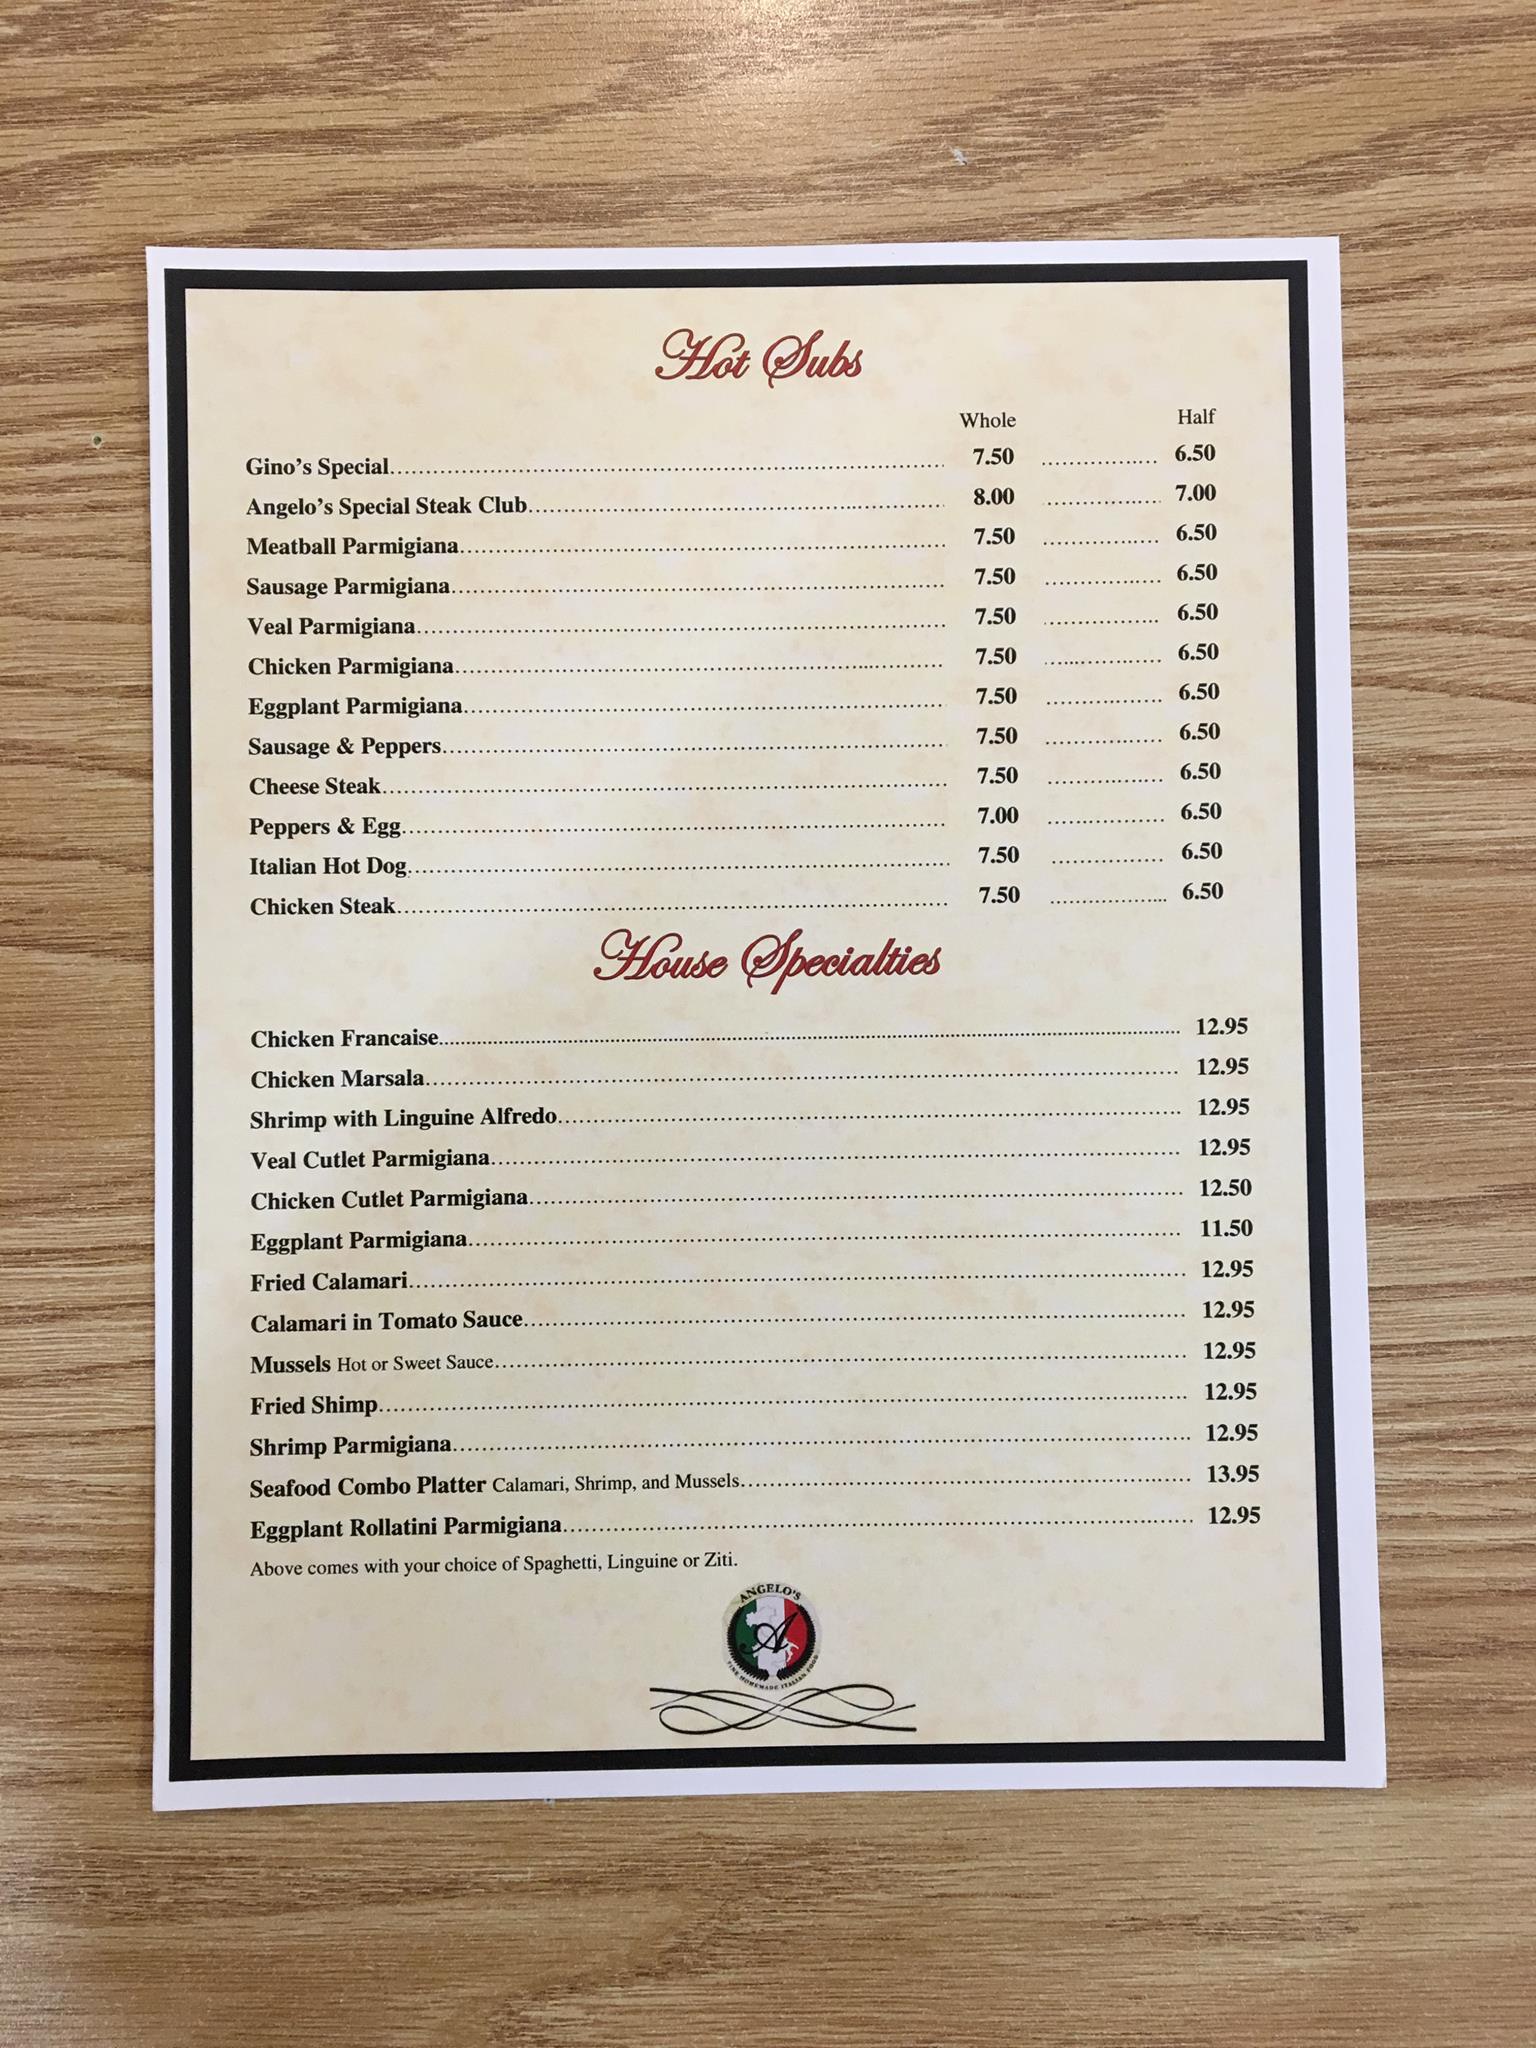 Hot Subs
Whole Half
Gino's Special 7.50 6.50
Angelo's Special Steak Club 8.00 7.00
Meatball Parmigiana 7.50 6.50
Sausage Parmigiana 7.50 6.50
Veal Parmigiana 7.50 6.50
Chicken Parmigiana 7.50 6.50
Eggplant Parmigiana 7.50 6.50
Sausage & Peppers 7.50 6.50
Cheese Steak 7.50 6.50
Peppers & Egg 7.00 6.50
Italian Hot Dog 7.50 6.50
Chicken Steak 7.50 6.50
House Specialties
Chicken Francaise 12.95
Chicken Marsala 12.95
Shrimp with Linguine Alfredo 12.95
Veal Cutlet Parmigiana 12.95
Chicken Cutlet Parmigiana 12.50
Eggplant Parmigiana 11.50
Fried Calamari 12.95
Calamari in Tomato Sauce 12.95
Mussels Hot or Sweet Sauce 12.95
Fried Shimp 12.95
Shrimp Parmigiana 12.95
Seafood Combo Platter Calamari, Shrimp, and Mussels 13.95
Eggplant Rollatini Parmigiana 12.95
Above comes with your choice of Spaghetti, Linguine or Ziti.
ANGELO'S
A
FINE HOMEMADE ITALIAN FOOD